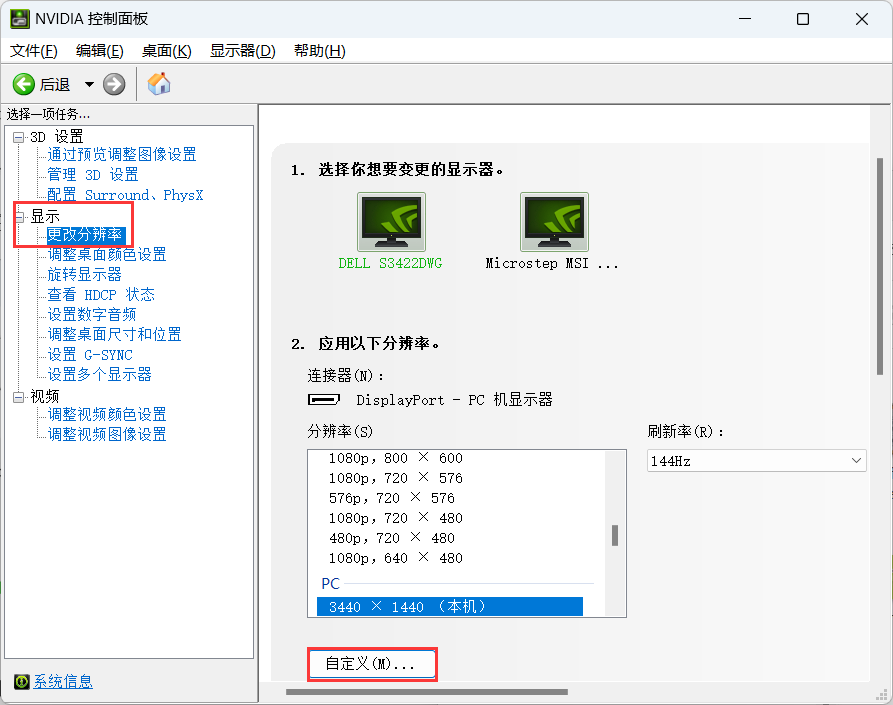 NVIDIA 控制面板
文件(F) 编辑(E) 桌面(K) 显示器(D) 帮助(H)
后退
选择一项任务...
3D 设置
通过预览调整图像设置
管理 3D 设置
配置 Surround、PhysX
显示
更改分辨率
调整桌面颜色设置
旋转显示器
查看 HDCP 状态
设置数字音频
调整桌面尺寸和位置
设置 G-SYNC
设置多个显示器
视频
调整视频颜色设置
调整视频图像设置
系统信息
1. 选择你想要变更的显示器。
DELL S3422DWG Microstep MSI ...
2. 应用以下分辨率。
连接器(N)：
DisplayPort - PC 机显示器
分辨率(S)
1080p，800 × 600
1080p，720 × 576
576p，720 × 576
1080p，720 × 480
480p，720 × 480
1080p，640 × 480
PC
3440 × 1440 （本机）
刷新率(R)：
144Hz
自定义(M)...